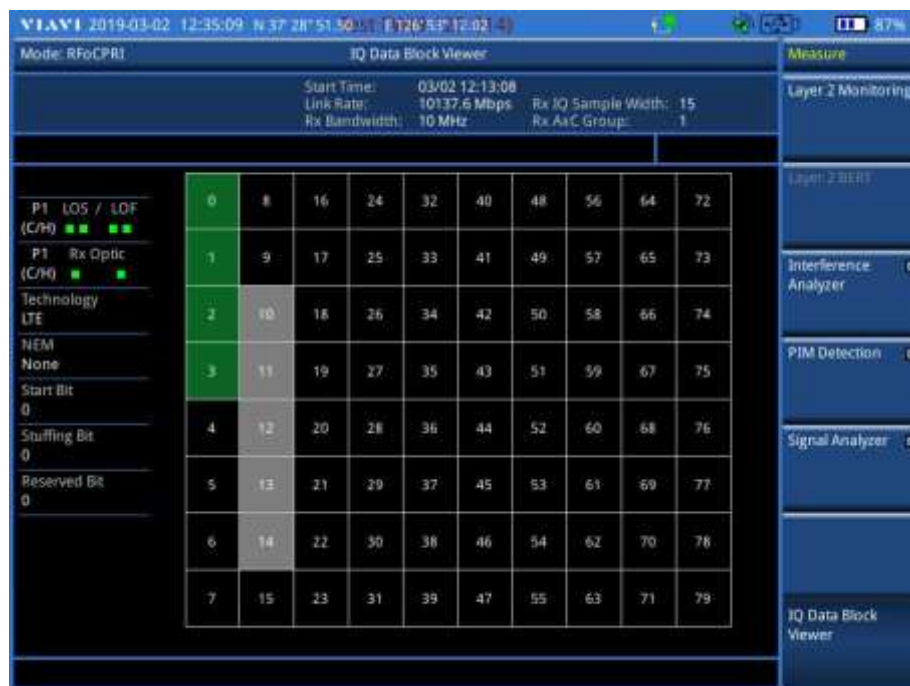 VIAVI 2019-03-02 12:35:09 N 37°28'51.50 E 126°53'12.02 87%
Mode: RFoCPRI IQ Data Block Viewer Measure
Start Time: 03/02 12:13:08
Link Rate: 10137.6 Mbps Rx IQ Sample Width: 15
Rx Bandwidth: 10 MHz Rx AxC Group: 1
Layer 2 Monitoring
Layer 2 BERT
Interference
Analyzer
PIM Detection
Signal Analyzer
IQ Data Block
Viewer
P1 LOS / LOF
(C/H)
P1 Rx Optic
(C/H)
Technology
LTE
NEM
None
Start Bit
0
Stuffing Bit
0
Reserved Bit
0
0 8 16 24 32 40 48 56 64 72
1 9 17 25 33 41 49 57 65 73
2 10 18 26 34 42 50 58 66 74
3 11 19 27 35 43 51 59 67 75
4 12 20 28 36 44 52 60 68 76
5 13 21 29 37 45 53 61 69 77
6 14 22 30 38 46 54 62 70 78
7 15 23 31 39 47 55 63 71 79